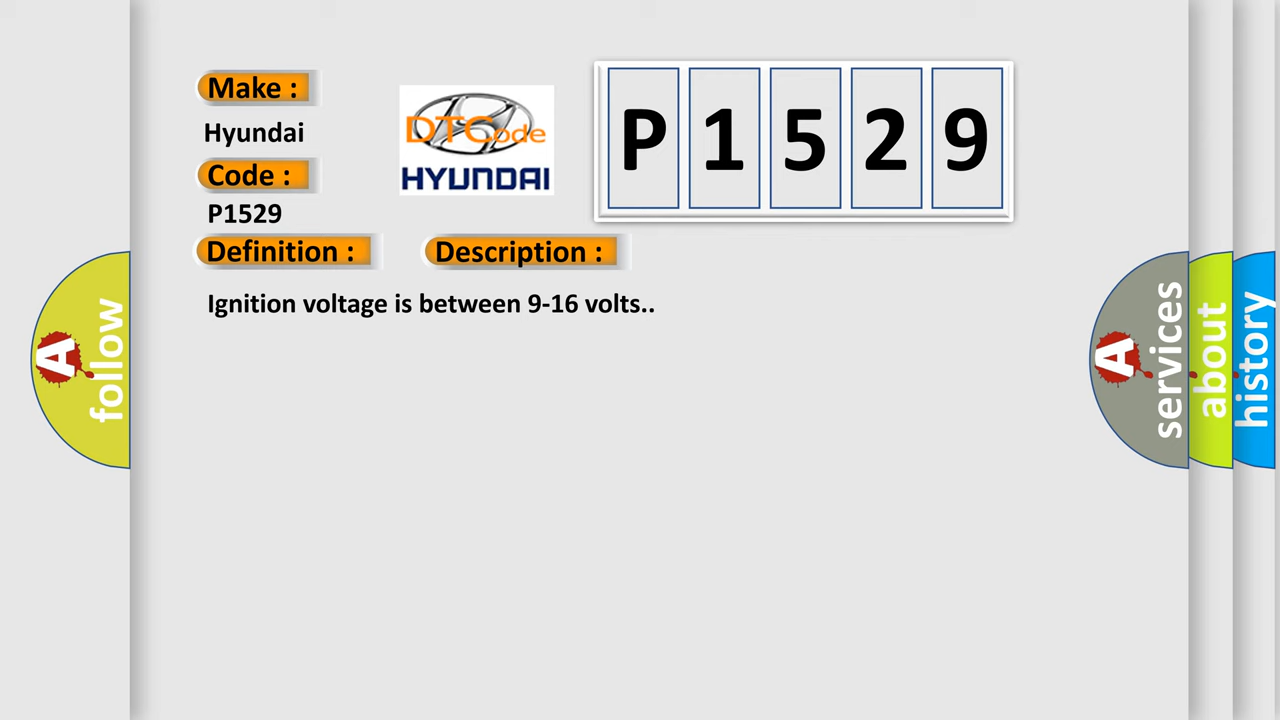 Make :
Hyundai
Code :
P1529
Definition :
Description :
Ignition voltage is between 9-16 volts..
DTCode
HYUNDAI
P 1 5 2 9
A
follow
A
services
about
history